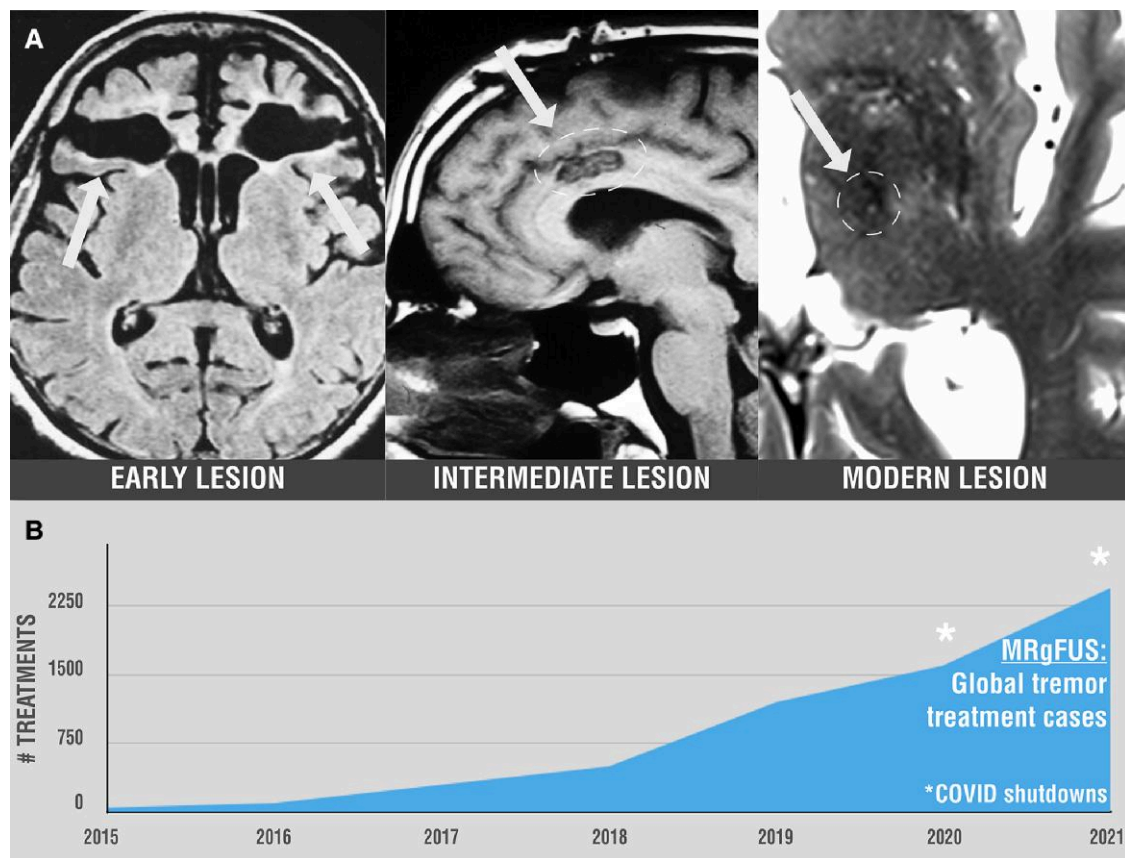 A
EARLY LESION
INTERMEDIATE LESION
MODERN LESION
B
# TREATMENTS
2250
1500
750
0
*
*
MRgFUS:
Global tremor
treatment cases
*COVID shutdowns
2015
2016
2017
2018
2019
2020
2021